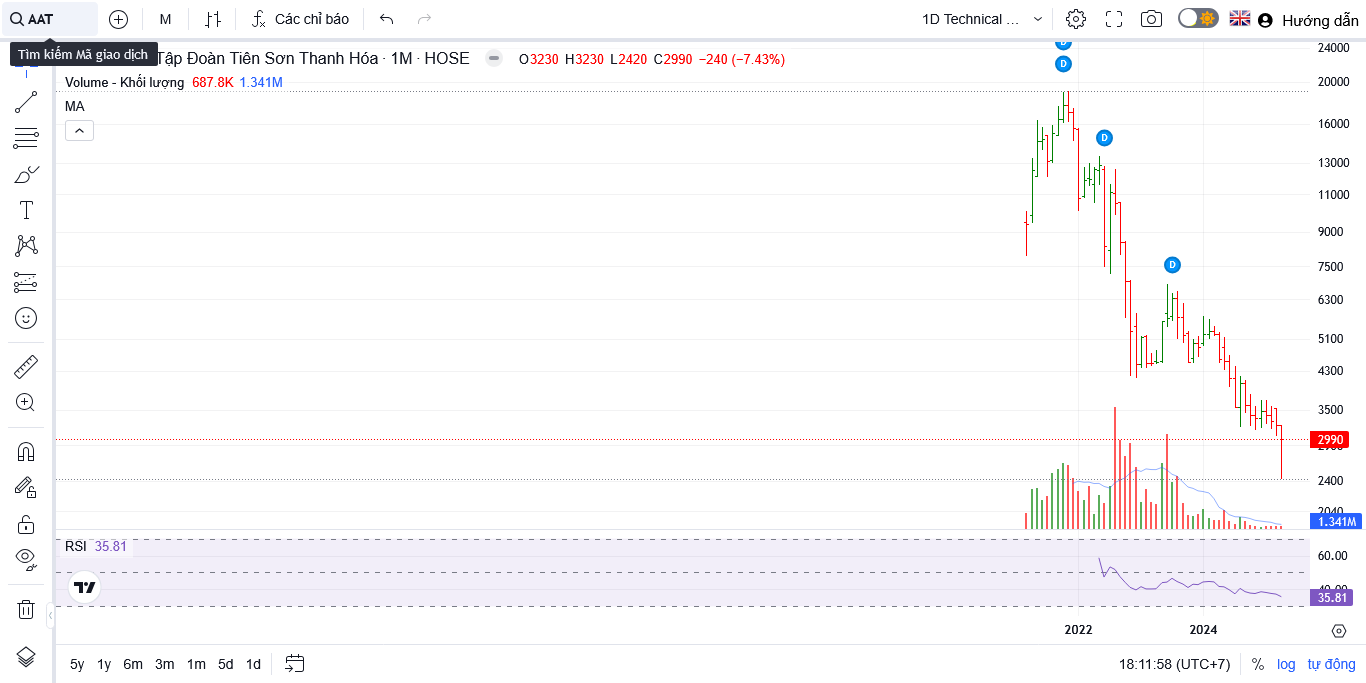 AAT
M
Các chỉ báo
1D Technical ...
Hướng dẫn
Tìm kiếm Mã giao dịch
Tập Đoàn Tiên Sơn Thanh Hóa · 1M · HOSE
O3230 H3230 L2420 C2990 −240 (−7.43%)
Volume - Khối lượng 687.8K 1.341M
MA
D
D
D
D
24000
20000
16000
13000
11000
9000
7500
6300
5100
4300
3500
2990
2400
2040
1.341M
RSI 35.81
60.00
40.00
35.81
2022
2024
5y 1y 6m 3m 1m 5d 1d
18:11:58 (UTC+7)
% log tự động